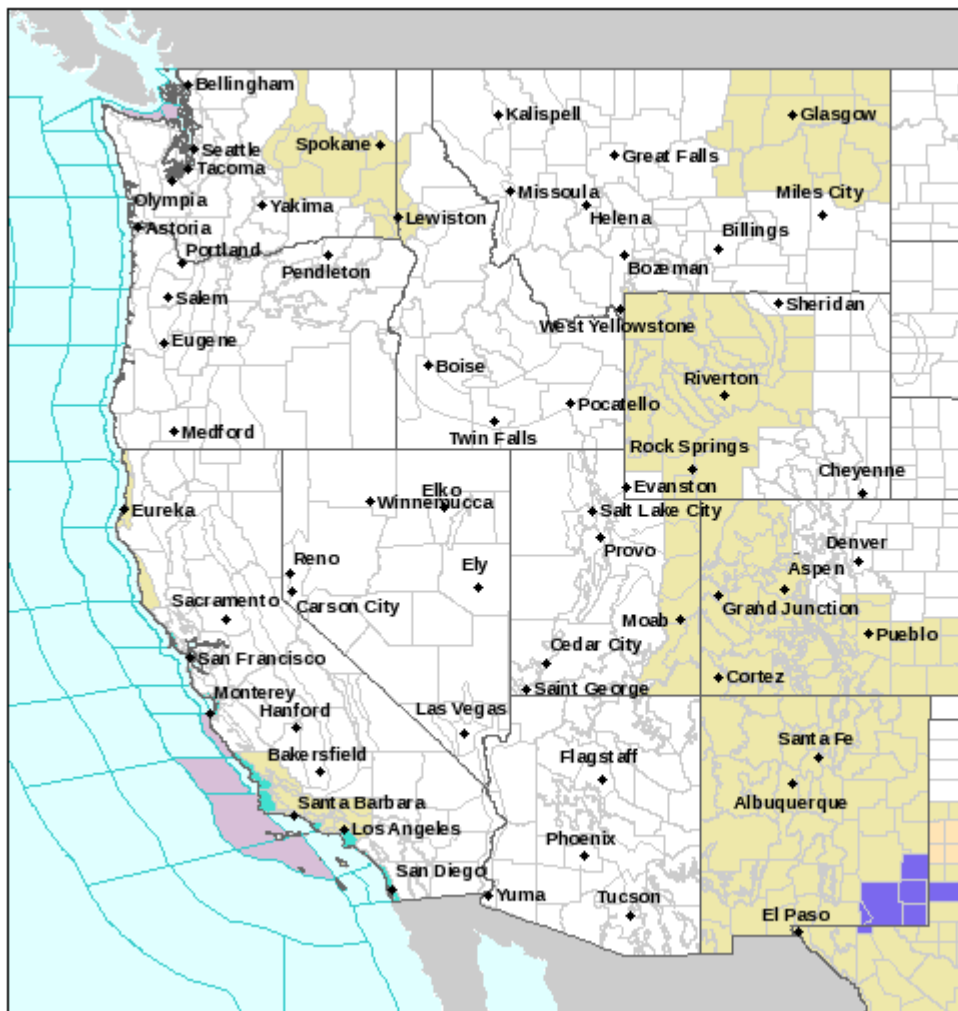 Bellingham
Kalispell
Glasgow
Spokane
Seattle
Great Falls
Tacoma
Missoula
Miles City
Olympia
Yakima
Lewiston
Helena
Astoria
Billings
Portland
Pendleton
Bozeman
Salem
Sheridan
West Yellowstone
Eugene
Boise
Riverton
Pocatello
Medford
Twin Falls
Rock Springs
Cheyenne
Elko
Evanston
Winnemucca
Eureka
Salt Lake City
Denver
Provo
Reno
Ely
Aspen
Sacramento
Carson City
Grand Junction
Moab
Pueblo
Cedar City
San Francisco
Cortez
Saint George
Monterey
Hanford
Las Vegas
Santa Fe
Bakersfield
Flagstaff
Albuquerque
Santa Barbara
Los Angeles
Phoenix
San Diego
Yuma
Tucson
El Paso